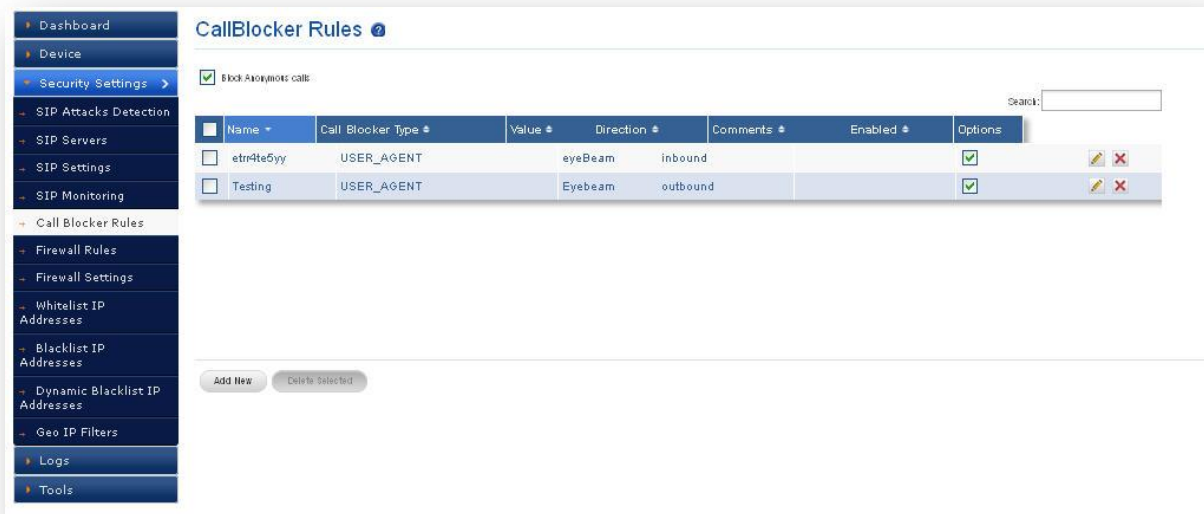 Dashboard
Device
Security Settings
SIP Attacks Detection
SIP Servers
SIP Settings
SIP Monitoring
Call Blocker Rules
Firewall Rules
Firewall Settings
Whitelist IP
Addresses
Blacklist IP
Addresses
Dynamic Blacklist IP
Addresses
Geo IP Filters
Logs
Tools
CallBlocker Rules
Block Anonymous calls
Search:
Name Call Blocker Type Value Direction Comments Enabled Options
etrr4te5yy USER_AGENT eyeBeam inbound
Testing USER_AGENT Eyebeam outbound
Add New Delete Selected